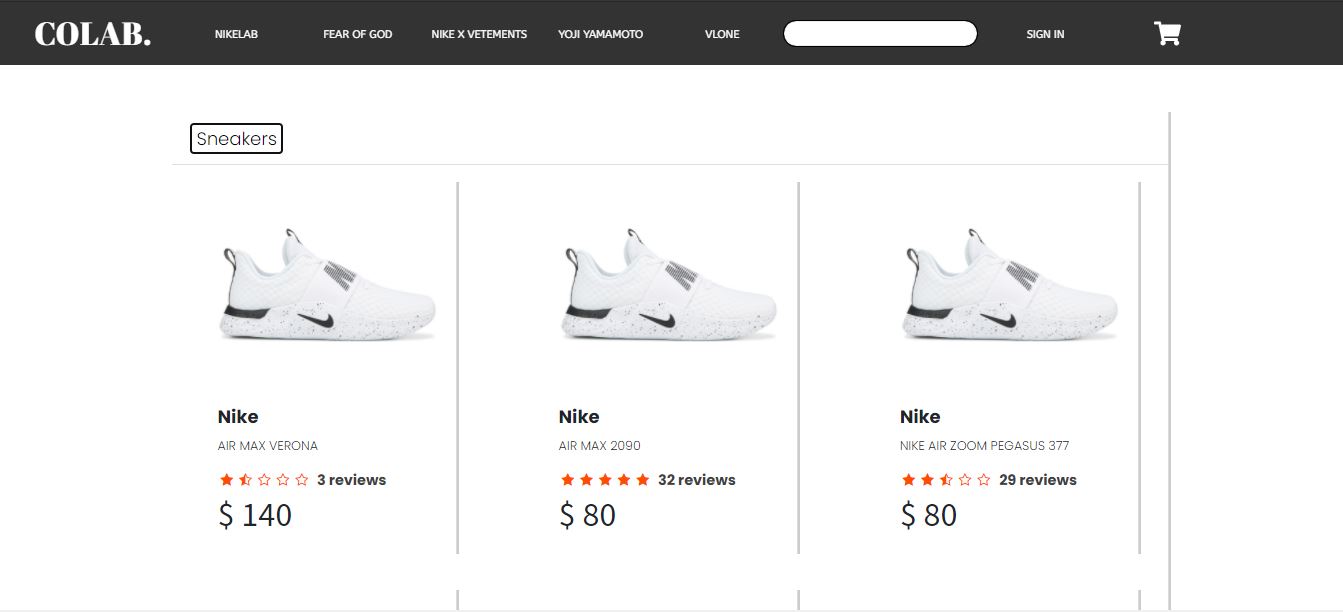 COLAB. NIKELAB FEAR OF GOD NIKE X VETEMENTS YOJI YAMAMOTO VLONE SIGN IN
Sneakers
Nike Nike Nike
AIR MAX VERONA AIR MAX 2090 NIKE AIR ZOOM PEGASUS 377
3 reviews 32 reviews 29 reviews
$ 140 $ 80 $ 80